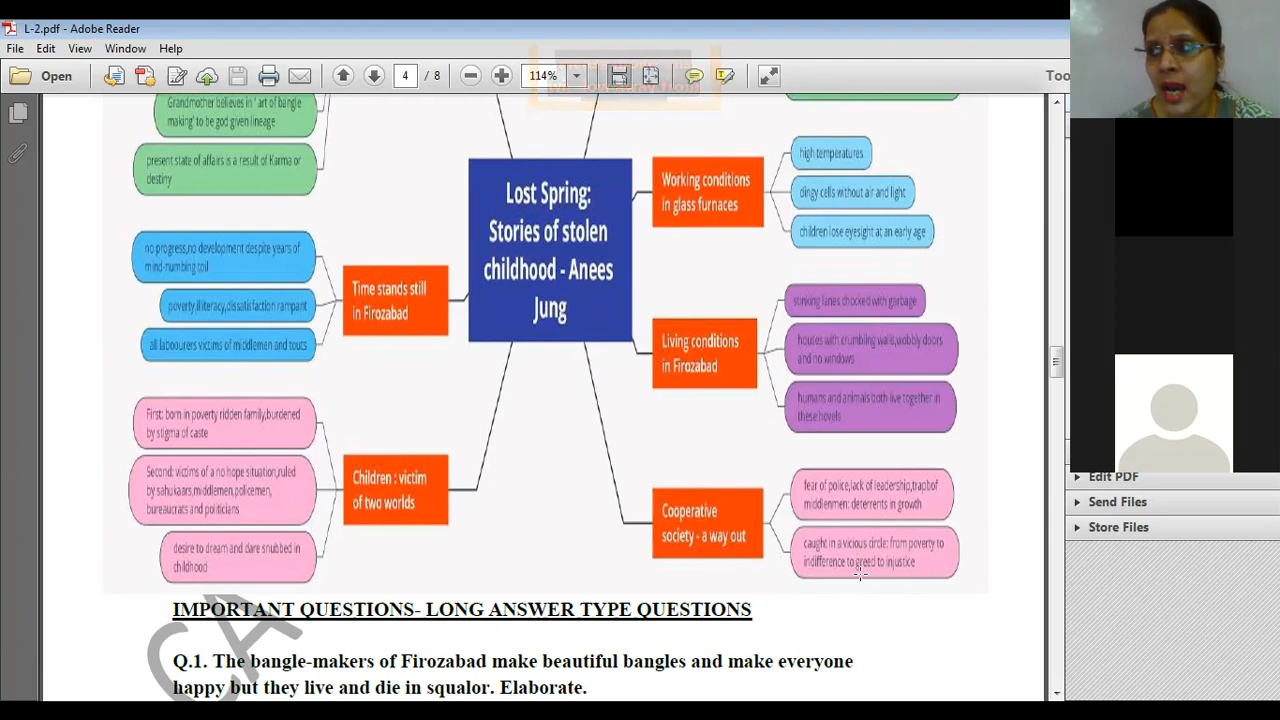 L-2.pdf - Adobe Reader
File Edit View Window Help
Open
4 / 8
114%
Too
Grandmother believes in ' art of bangle
making' to be god given lineage
present state of affairs is a result of Karma or
destiny
no progress,no development despite years of
mind-numbing toil
poverty,illiteracy,dissatisfaction rampant
all laboourers victims of middlemen and touts
Time stands still
in Firozabad
First: born in poverty ridden family,burdened
by stigma of caste
Second: victims of a no hope situation,ruled
by sahukaars,middlemen,policemen,
bureaucrats and politicians
desire to dream and dare snubbed in
childhood
Children : victim
of two worlds
Lost Spring:
Stories of stolen
childhood - Anees
Jung
Working conditions
in glass furnaces
high temperatures
dingy cells without air and light
children lose eyesight at an early age
Living conditions
in Firozabad
stinking lanes chocked with garbage
houses with crumbling walls,wobbly doors
and no windows
humans and animals both live together in
these hovels
Cooperative
society - a way out
fear of police,lack of leadership,trapbof
middlenmen: deterrents in growth
caught in a vicious circle: from poverty to
indifference to greed to injustice
Edit PDF
Send Files
Store Files
IMPORTANT QUESTIONS- LONG ANSWER TYPE QUESTIONS
Q.1. The bangle-makers of Firozabad make beautiful bangles and make everyone
happy but they live and die in squalor. Elaborate.
CA